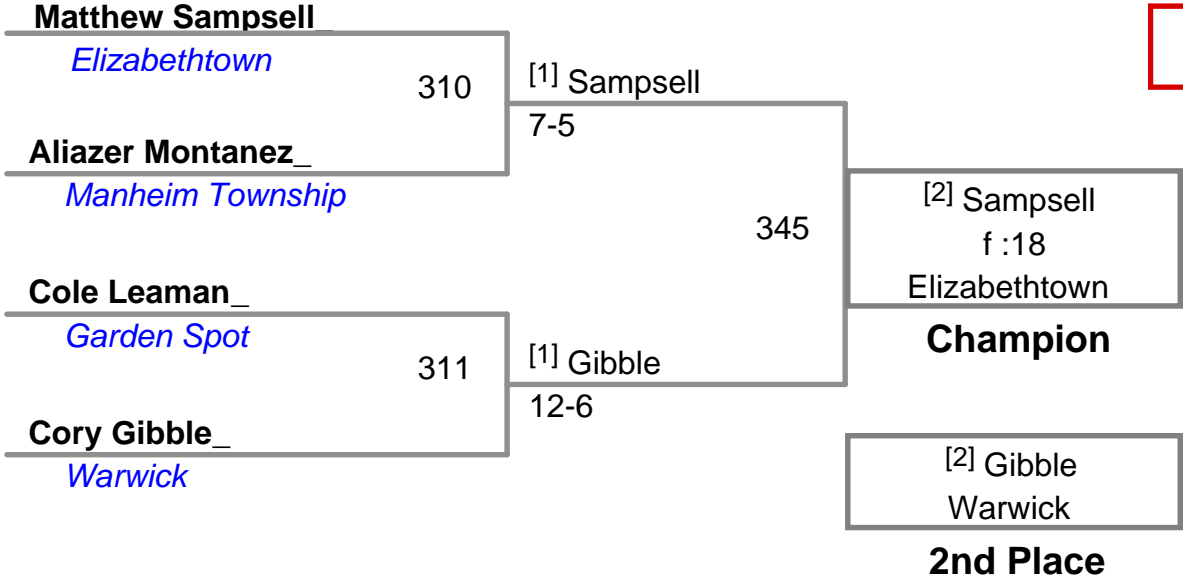 Matthew Sampsell_
Elizabethtown
310
[1] Sampsell
7-5
Aliazer Montanez_
Manheim Township
345
[2] Sampsell
f :18
Elizabethtown
Champion
Cole Leaman_
Garden Spot
311
[1] Gibble
12-6
Cory Gibble_
Warwick
[2] Gibble
Warwick
2nd Place